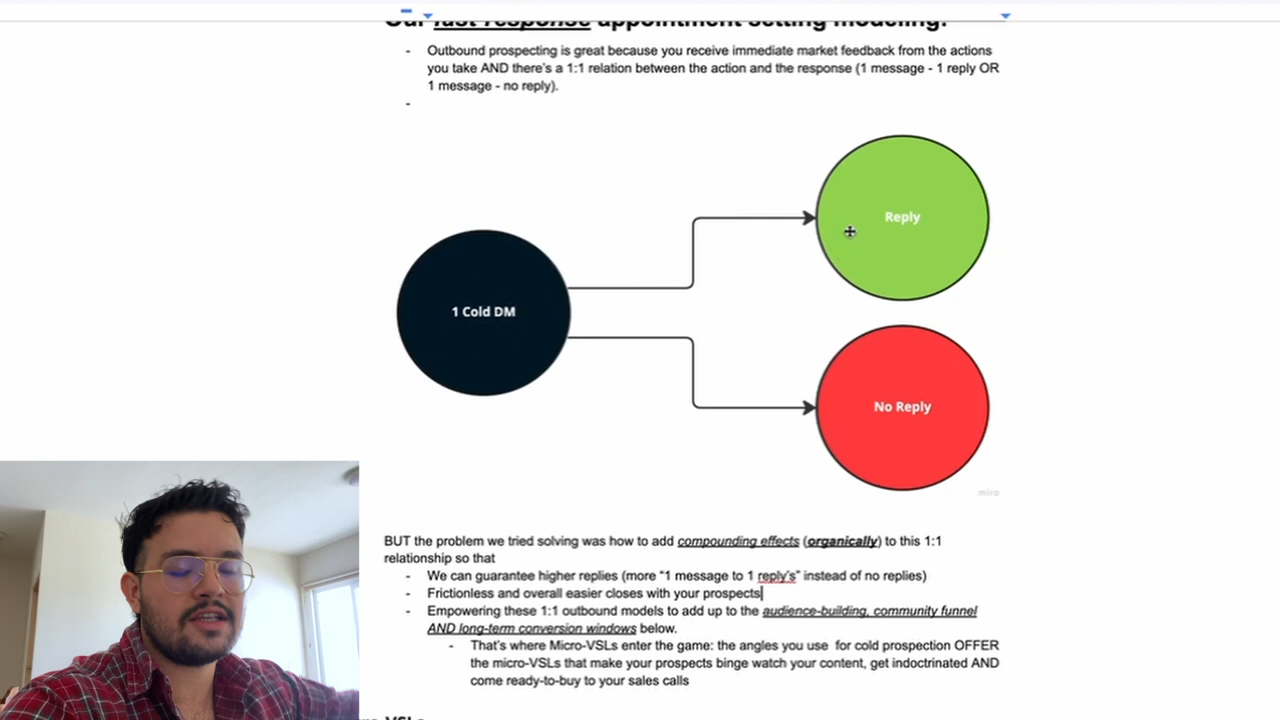 Our fast-response appointment setting modeling:
- Outbound prospecting is great because you receive immediate market feedback from the actions
you take AND there's a 1:1 relation between the action and the response (1 message - 1 reply OR
1 message - no reply).
-
Reply
1 Cold DM
No Reply
miro
BUT the problem we tried solving was how to add compounding effects (organically) to this 1:1
relationship so that
- We can guarantee higher replies (more “1 message to 1 reply’s” instead of no replies)
- Frictionless and overall easier closes with your prospects
- Empowering these 1:1 outbound models to add up to the audience-building, community funnel
AND long-term conversion windows below.
- That's where Micro-VSLs enter the game: the angles you use for cold prospection OFFER
the micro-VSLs that make your prospects binge watch your content, get indoctrinated AND
come ready-to-buy to your sales calls